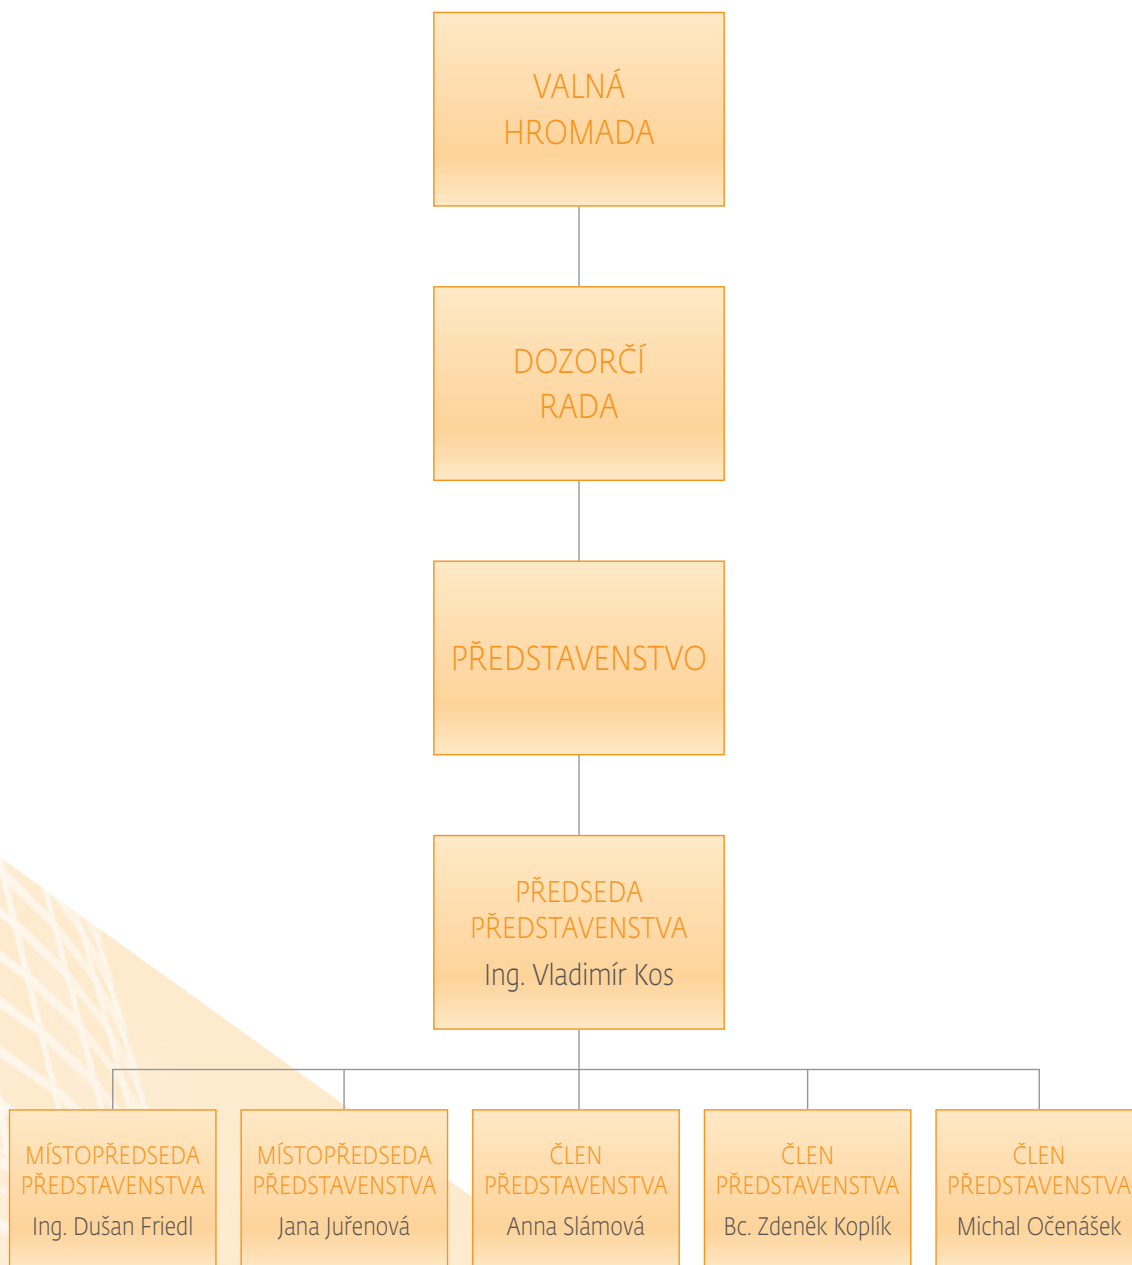 VALNÁ
HROMADA
DOZORČÍ
RADA
PŘEDSTAVENSTVO
PŘEDSEDA
PŘEDSTAVENSTVA
Ing. Vladimír Kos
MÍSTOPŘEDSEDA
PŘEDSTAVENSTVA
Ing. Dušan Friedl
MÍSTOPŘEDSEDA
PŘEDSTAVENSTVA
Jana Juřenová
ČLEN
PŘEDSTAVENSTVA
Anna Slámová
ČLEN
PŘEDSTAVENSTVA
Bc. Zdeněk Koplík
ČLEN
PŘEDSTAVENSTVA
Michal Očenášek